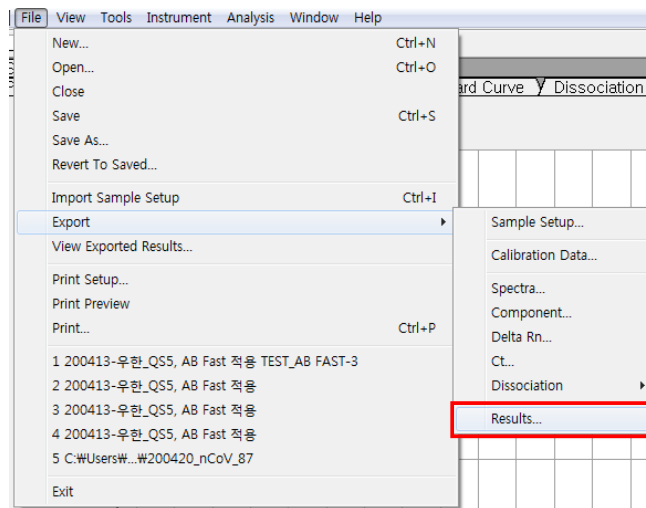 File View Tools Instrument Analysis Window Help
New... Ctrl+N
Open... Ctrl+O
Close
Save Ctrl+S
Save As...
Revert To Saved...
Import Sample Setup Ctrl+I
Export
View Exported Results...
Print Setup...
Print Preview
Print... Ctrl+P
1 200413-우한_QS5, AB Fast 적용 TEST_AB FAST-3
2 200413-우한_QS5, AB Fast 적용
3 200413-우한_QS5, AB Fast 적용
4 200413-우한_QS5, AB Fast 적용
5 C:₩Users₩...₩200420_nCoV_87
Exit
ard Curve Dissociation
Sample Setup...
Calibration Data...
Spectra...
Component...
Delta Rn...
Ct...
Dissociation
Results...